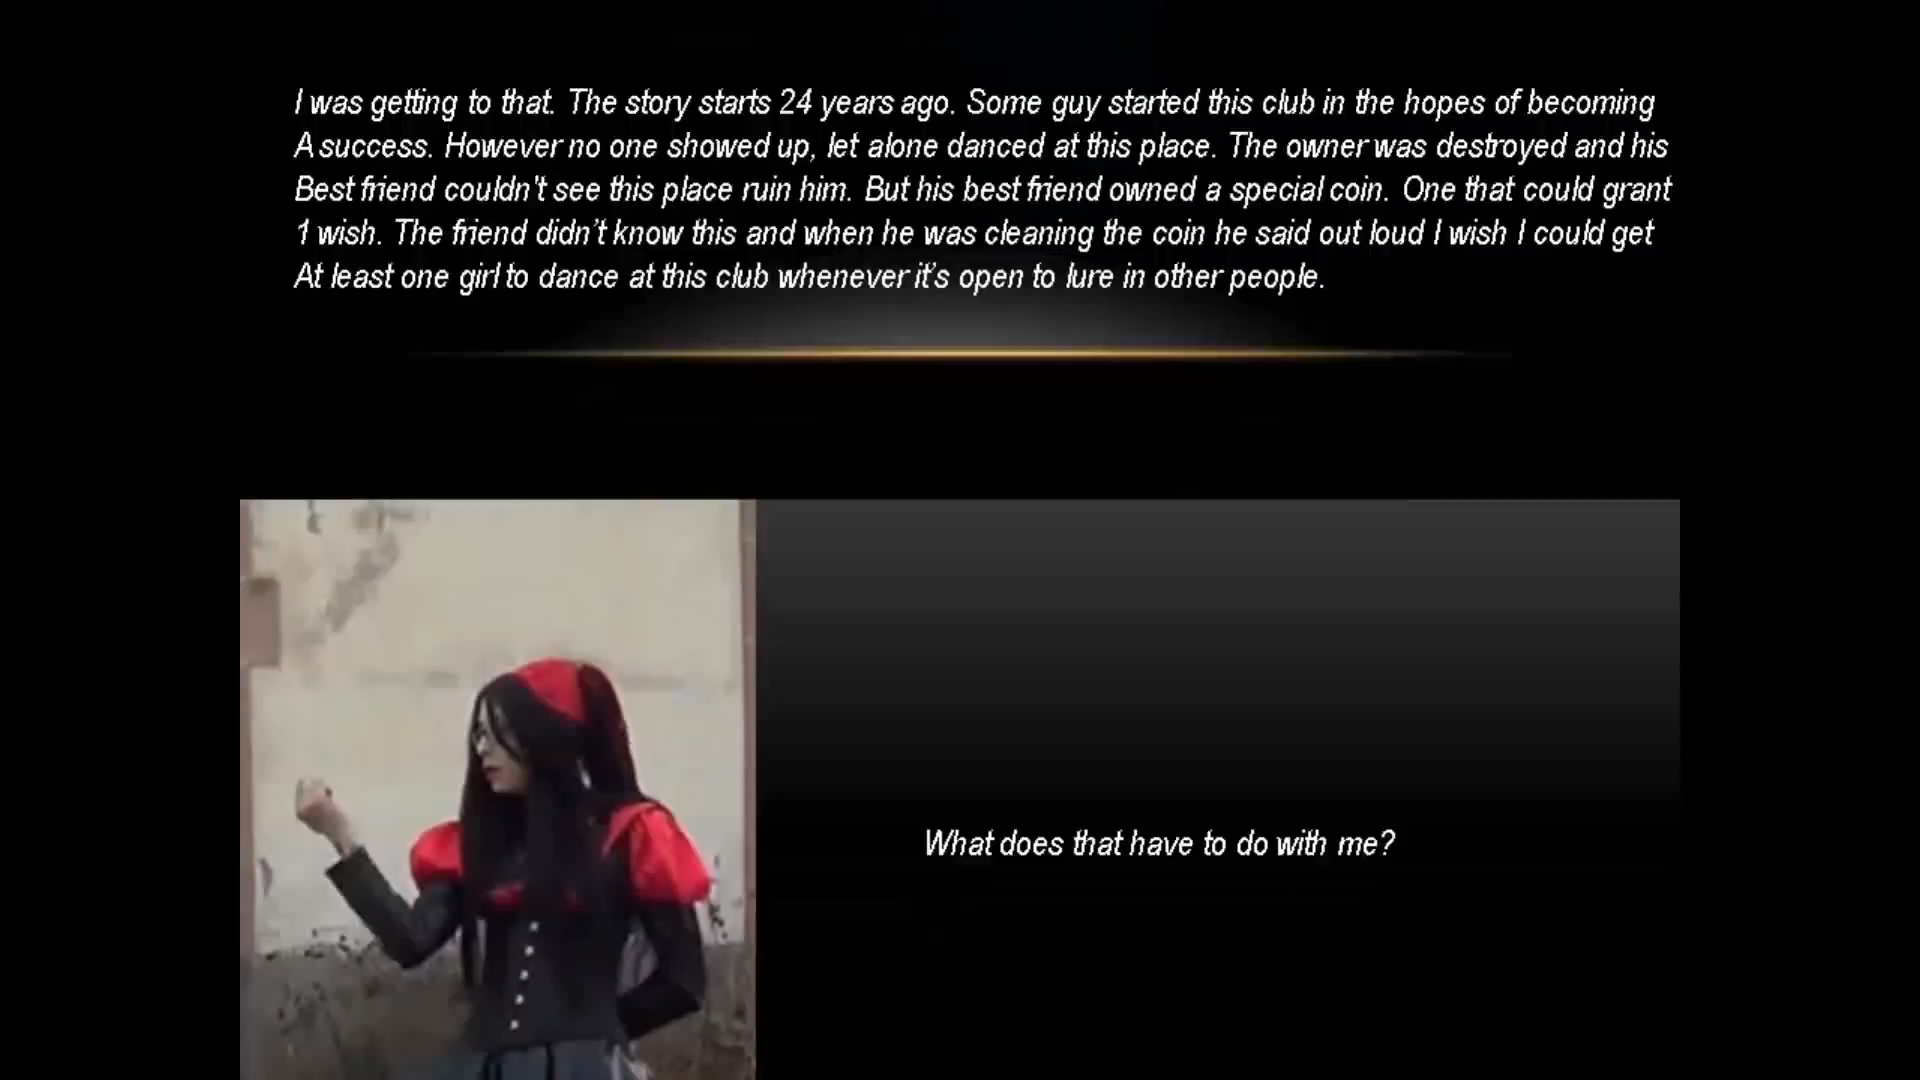 I was getting to that. The story starts 24 years ago. Some guy started this club in the hopes of becoming
A success. However no one showed up, let alone danced at this place. The owner was destroyed and his
Best friend couldn't see this place ruin him. But his best friend owned a special coin. One that could grant
1 wish. The friend didn’t know this and when he was cleaning the coin he said out loud I wish I could get
At least one girl to dance at this club whenever it’s open to lure in other people.
What does that have to do with me?